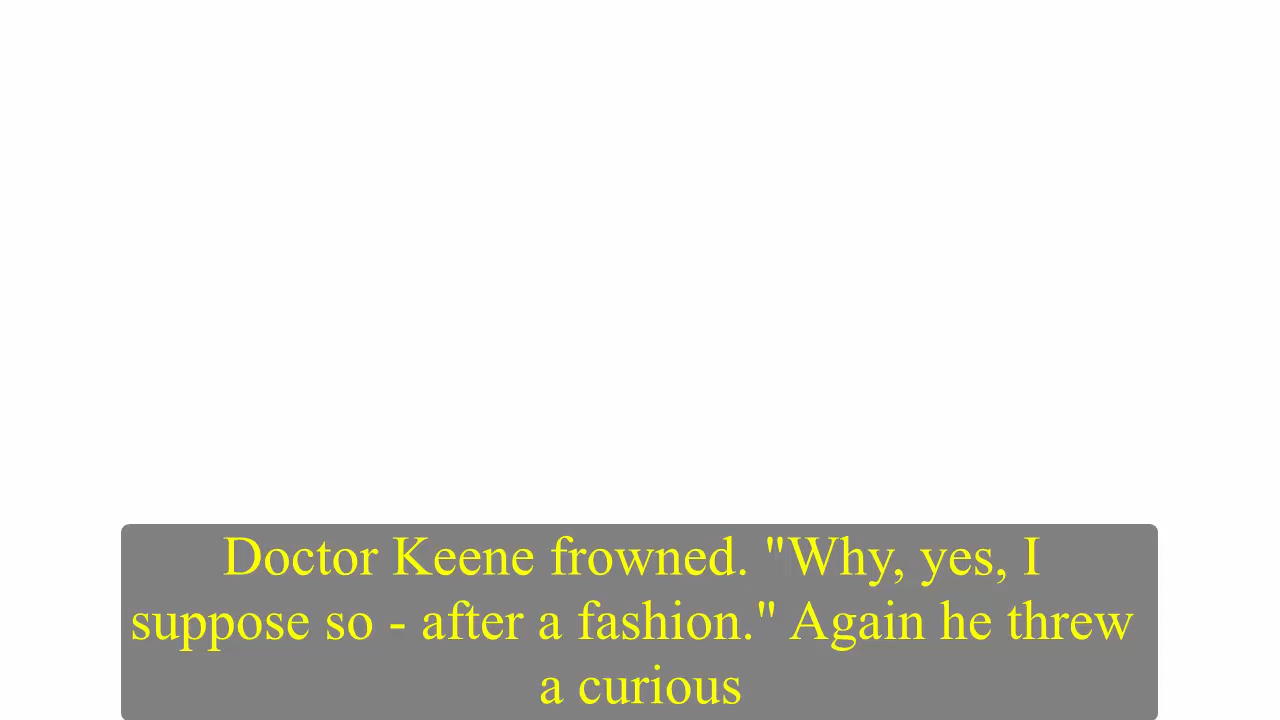 Doctor Keene frowned. "Why, yes, I
suppose so - after a fashion." Again he threw
a curious